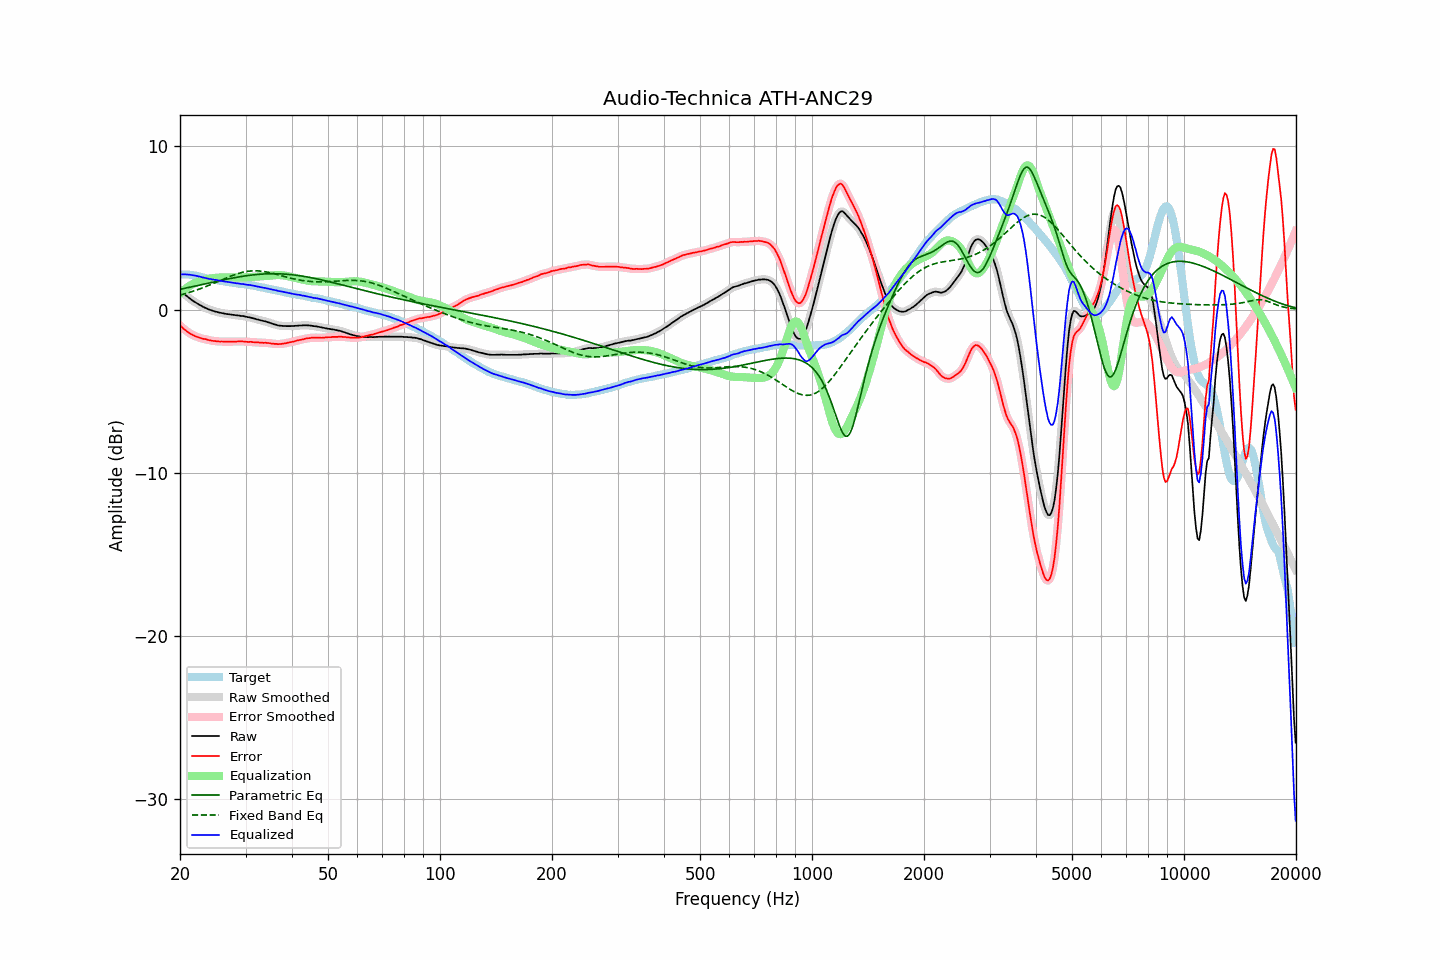 Audio-Technica ATH-ANC29
10
0
−10
−20
−30
Amplitude (dBr)
Target
Raw Smoothed
Error Smoothed
Raw
Error
Equalization
Parametric Eq
Fixed Band Eq
Equalized
20 50 100 200 500 1000 2000 5000 10000 20000
Frequency (Hz)